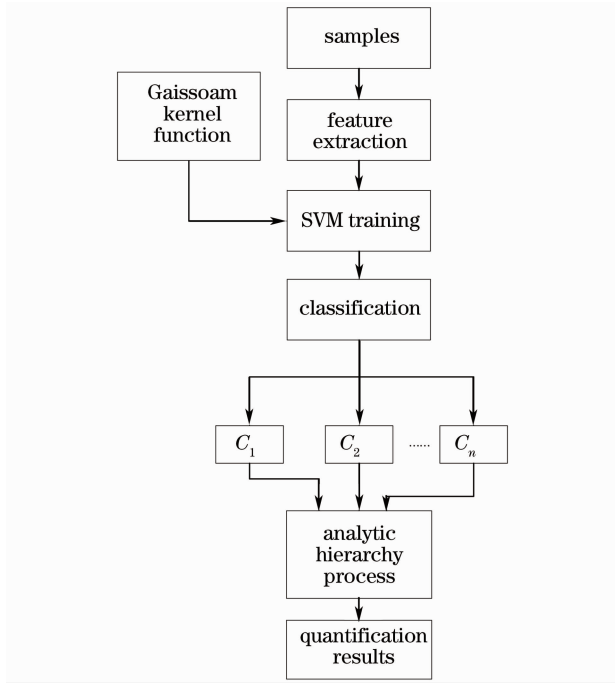 samples
Gaissoam
kernel
function
feature
extraction
SVM training
classification
C₁
C₂
......
Cₙ
analytic
hierarchy
process
quantification
results